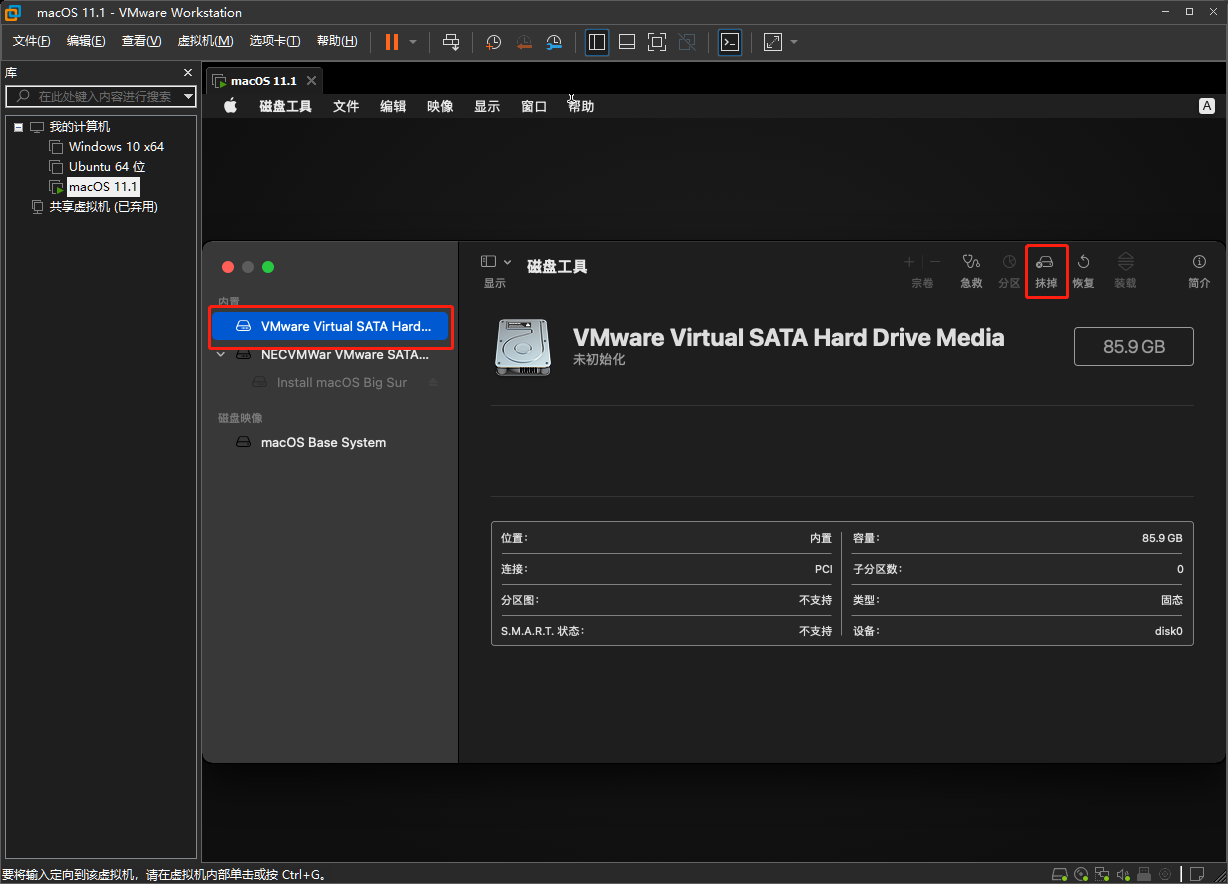 macOS 11.1 - VMware Workstation
文件(F) 编辑(E) 查看(V) 虚拟机(M) 选项卡(T) 帮助(H)
库
在此处键入内容进行搜索
我的计算机
Windows 10 x64
Ubuntu 64 位
macOS 11.1
共享虚拟机 (已弃用)
macOS 11.1
磁盘工具 文件 编辑 映像 显示 窗口 帮助
A
内置
VMware Virtual SATA Hard...
NECVMWar VMware SATA...
Install macOS Big Sur
磁盘映像
macOS Base System
显示
磁盘工具
宗卷 急救 分区 抹掉 恢复 装载 简介
VMware Virtual SATA Hard Drive Media
未初始化
85.9 GB
位置： 内置
连接： PCI
分区图： 不支持
S.M.A.R.T. 状态： 不支持
容量： 85.9 GB
子分区数： 0
类型： 固态
设备： disk0
要将输入定向到该虚拟机，请在虚拟机内部单击或按 Ctrl+G。